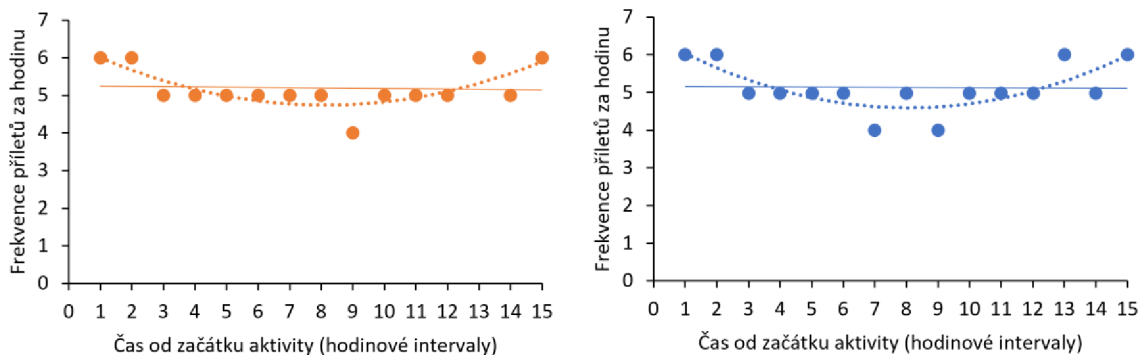 Frekvence příletů za hodinu
7
6
5
4
3
2
1
0
0 1 2 3 4 5 6 7 8 9 10 11 12 13 14 15
Čas od začátku aktivity (hodinové intervaly)
Frekvence příletů za hodinu
7
6
5
4
3
2
1
0
0 1 2 3 4 5 6 7 8 9 10 11 12 13 14 15
Čas od začátku aktivity (hodinové intervaly)